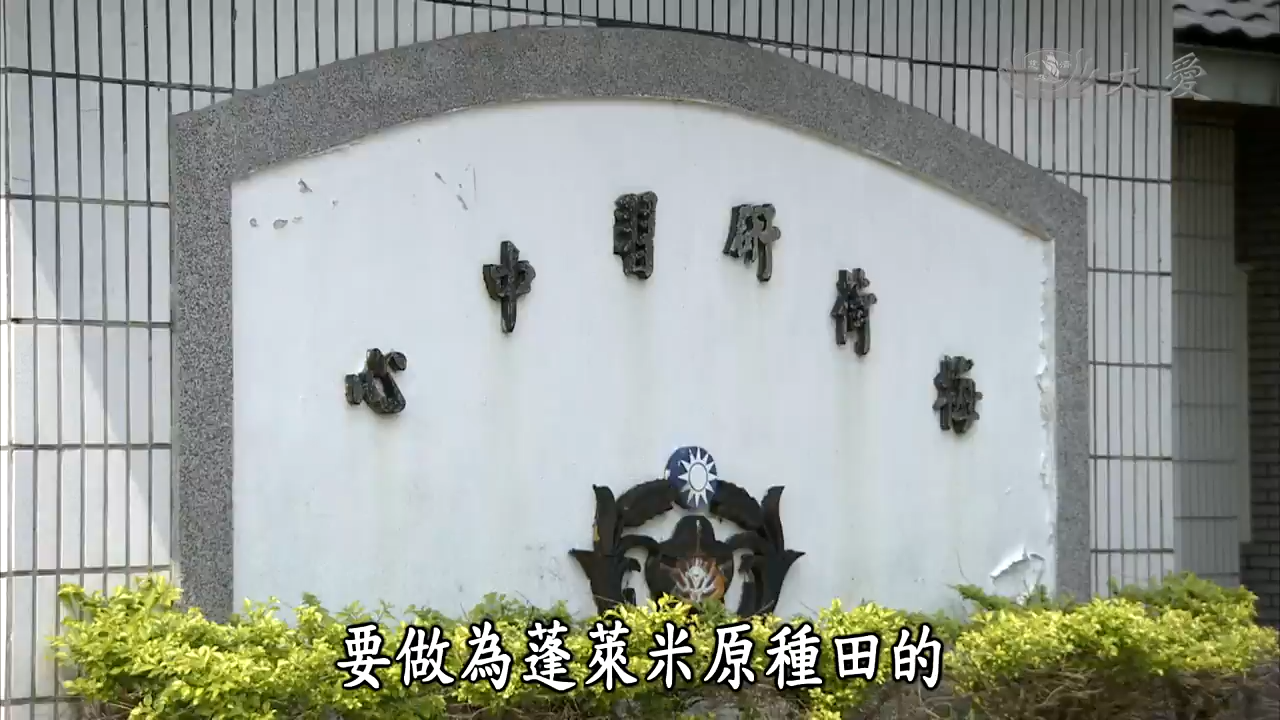 大愛
梅荷研習中心
要做為蓬萊米原種田的